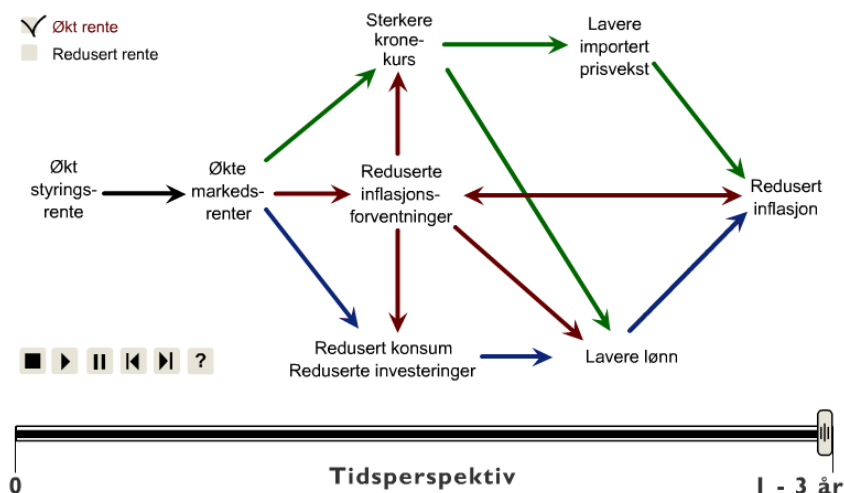 Økt rente
Redusert rente
Sterkere
krone-
kurs
Lavere
importert
prisvekst
Økt
styrings-
rente
Økte
markeds-
renter
Reduserte
inflasjons-
forventninger
Redusert
inflasjon
Redusert konsum
Reduserte investeringer
Lavere lønn
?
0
Tidsperspektiv
1 - 3 år